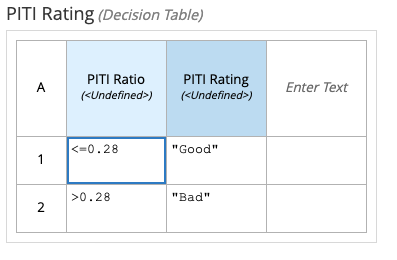 PITI Rating (Decision Table)
A PITI Ratio PITI Rating Enter Text
(<Undefined>) (<Undefined>)
1 <=0.28 "Good"
2 >0.28 "Bad"